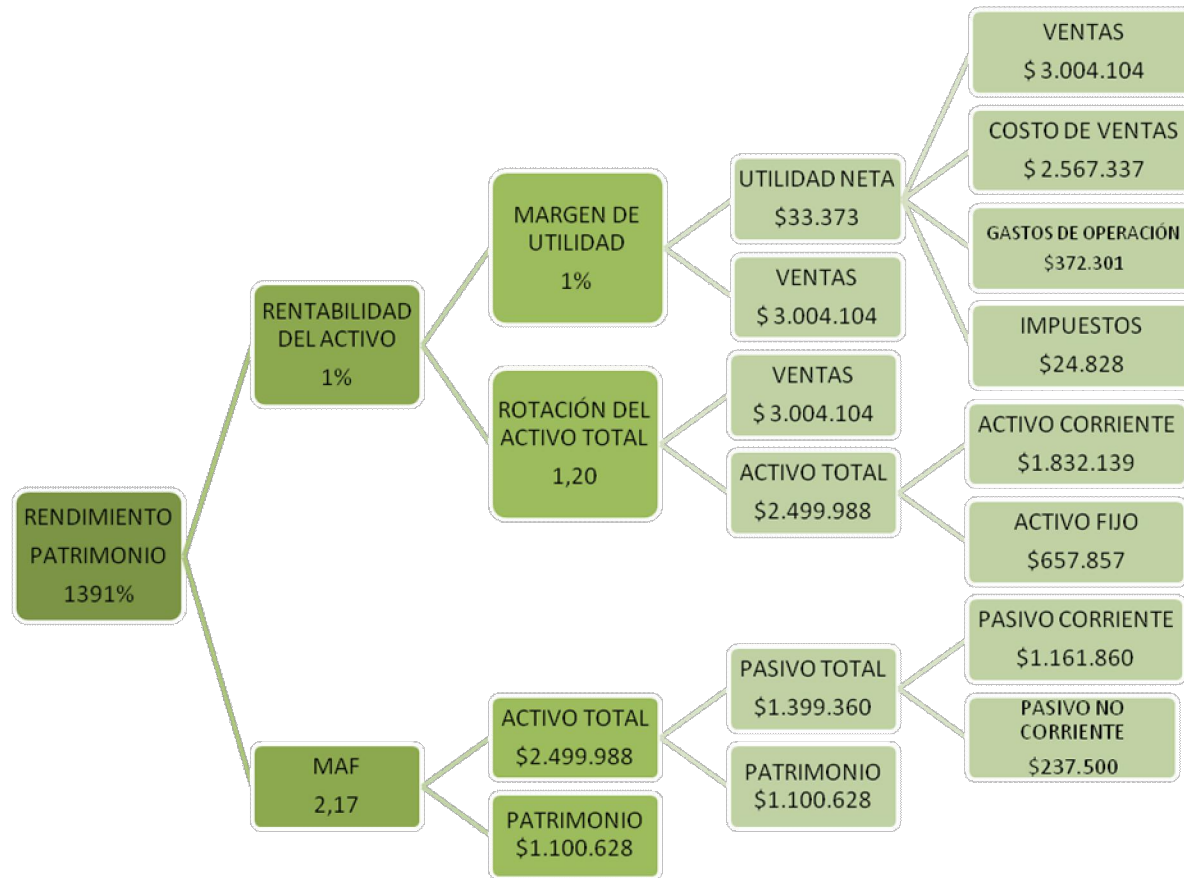 RENDIMIENTO
PATRIMONIO
1391%
RENTABILIDAD
DEL ACTIVO
1%
MAF
2,17
MARGEN DE
UTILIDAD
1%
ROTACIÓN DEL
ACTIVO TOTAL
1,20
ACTIVO TOTAL
$2.499.988
PATRIMONIO
$1.100.628
UTILIDAD NETA
$33.373
VENTAS
$ 3.004.104
VENTAS
$ 3.004.104
ACTIVO TOTAL
$2.499.988
PASIVO TOTAL
$1.399.360
PATRIMONIO
$1.100.628
VENTAS
$ 3.004.104
COSTO DE VENTAS
$ 2.567.337
GASTOS DE OPERACIÓN
$372.301
IMPUESTOS
$24.828
ACTIVO CORRIENTE
$1.832.139
ACTIVO FIJO
$657.857
PASIVO CORRIENTE
$1.161.860
PASIVO NO
CORRIENTE
$237.500